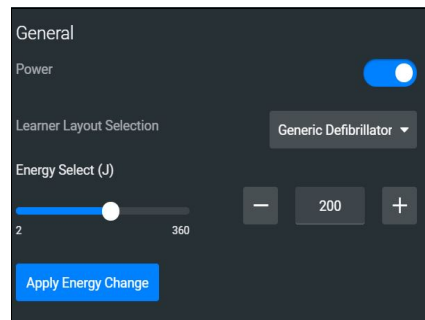 General
Power
Learner Layout Selection
Generic Defibrillator
Energy Select (J)
200
2
360
Apply Energy Change